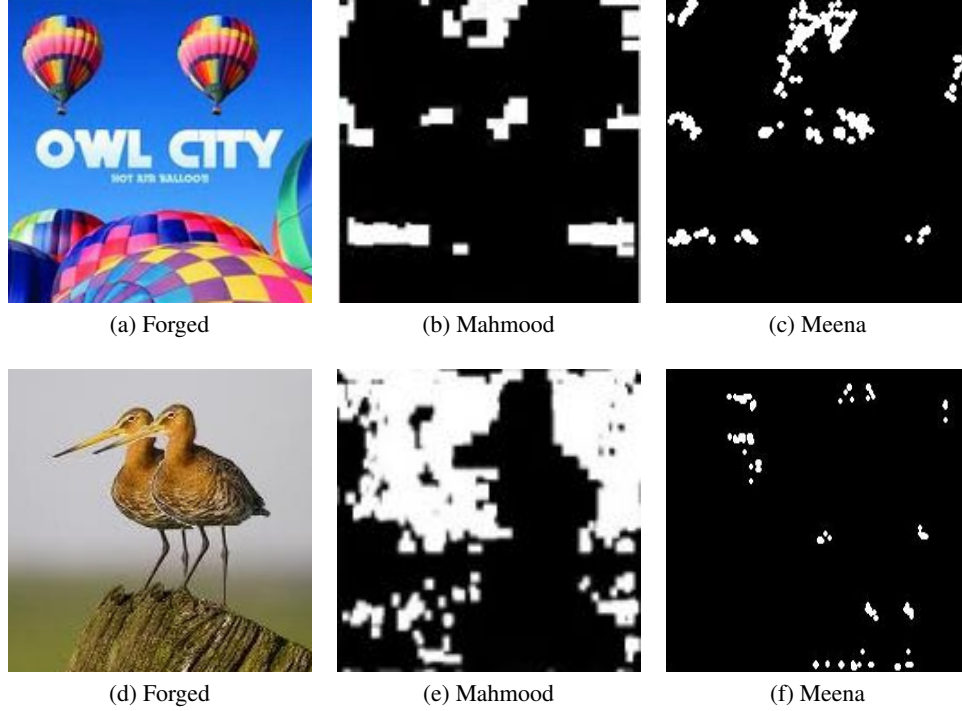 OWL CITY
HOT AIR BALLOON
(a) Forged
(b) Mahmood
(c) Meena
(d) Forged
(e) Mahmood
(f) Meena